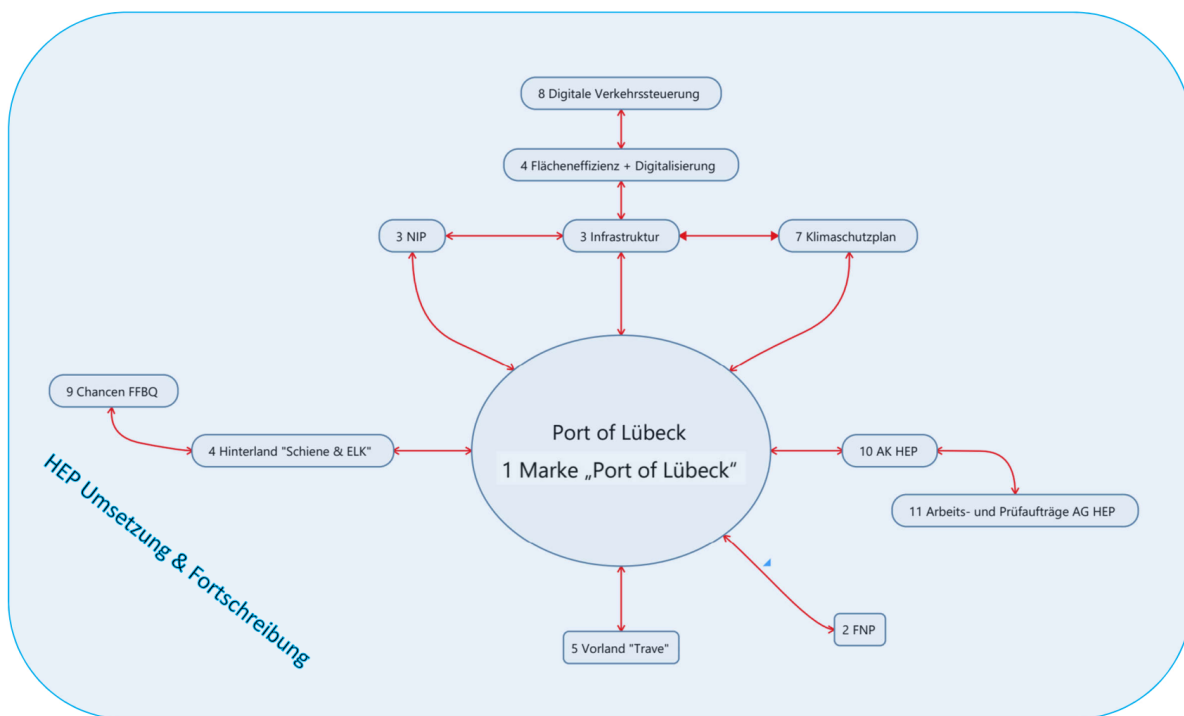 8 Digitale Verkehrssteuerung
4 Flächeneffizienz + Digitalisierung
3 NIP
3 Infrastruktur
7 Klimaschutzplan
9 Chancen FFBQ
4 Hinterland "Schiene & ELK"
Port of Lübeck
1 Marke „Port of Lübeck“
10 AK HEP
11 Arbeits- und Prüfaufträge AG HEP
HEP Umsetzung & Fortschreibung
2 FNP
5 Vorland "Trave"